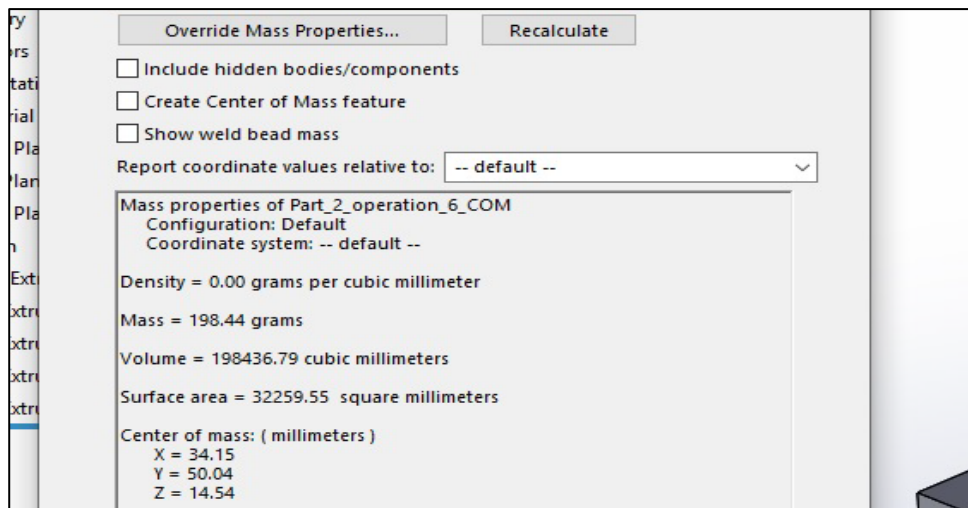 Override Mass Properties... Recalculate
Include hidden bodies/components
Create Center of Mass feature
Show weld bead mass
Report coordinate values relative to: -- default --
Mass properties of Part_2_operation_6_COM
Configuration: Default
Coordinate system: -- default --
Density = 0.00 grams per cubic millimeter
Mass = 198.44 grams
Volume = 198436.79 cubic millimeters
Surface area = 32259.55 square millimeters
Center of mass: ( millimeters )
X = 34.15
Y = 50.04
Z = 14.54